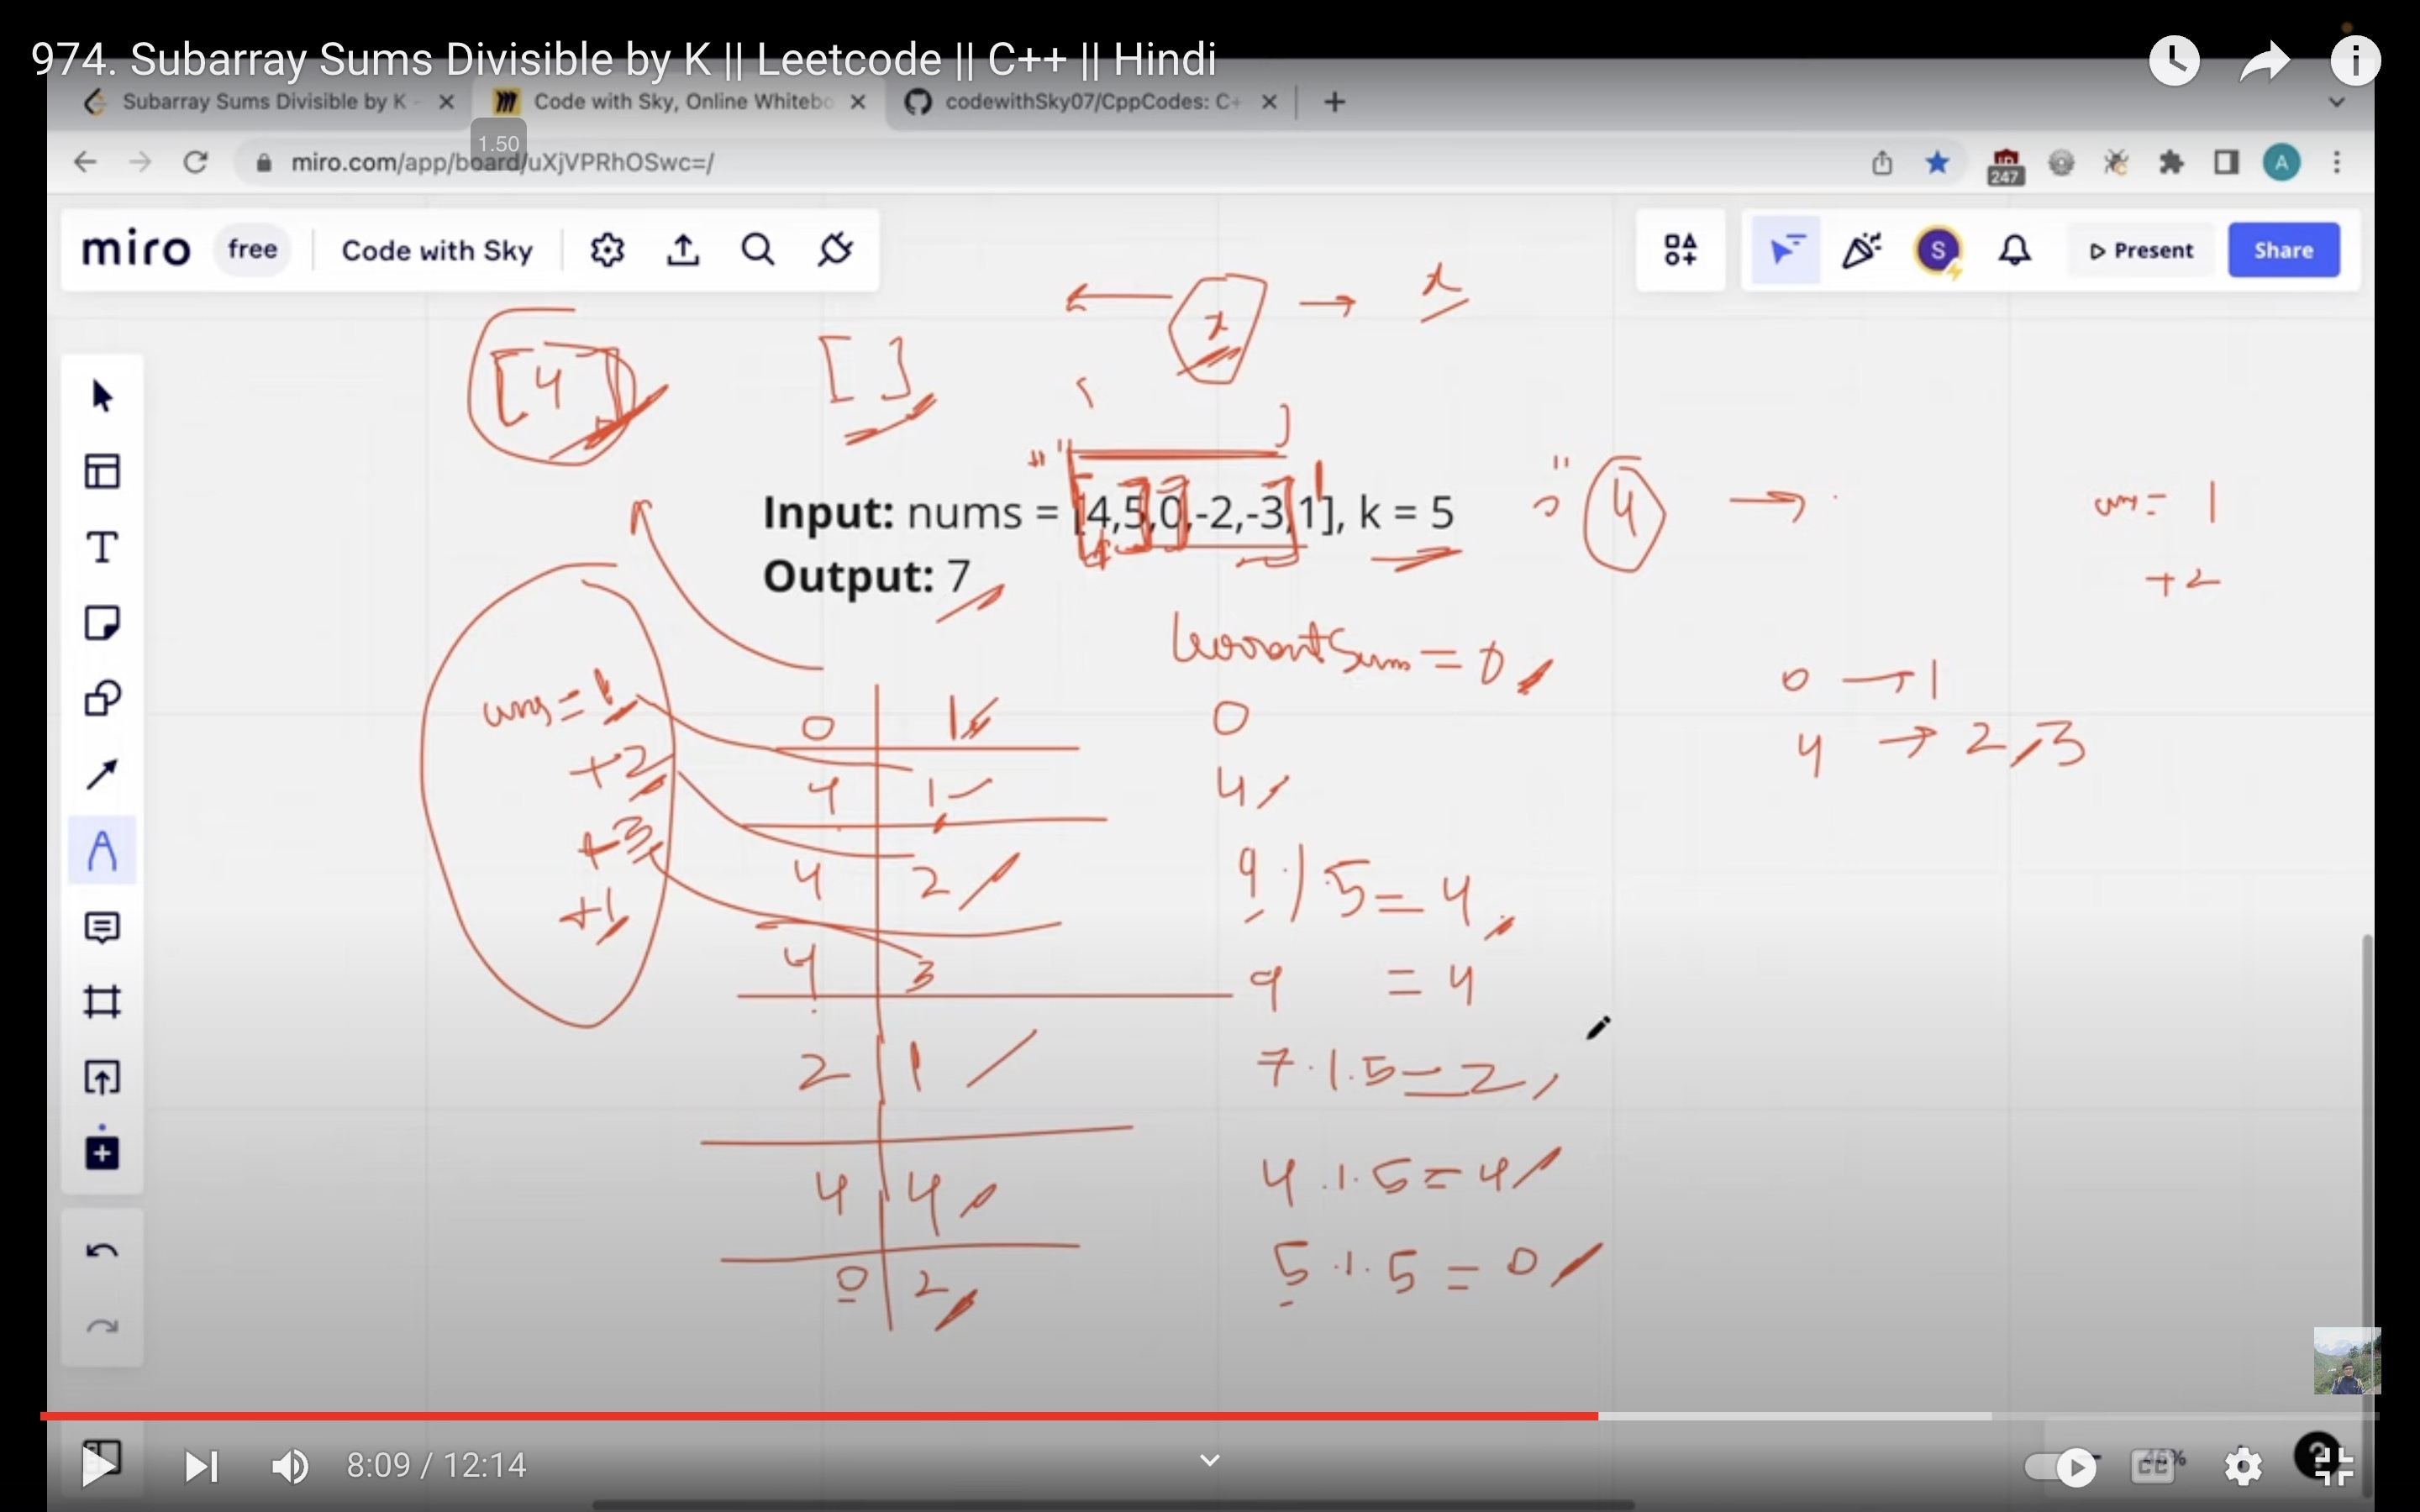 974. Subarray Sums Divisible by K || Leetcode || C++ || Hindi
Subarray Sums Divisible by K -
Code with Sky, Online Whitebo
codewithSky07/CppCodes: C+
1.50
miro.com/app/board/uXjVPRhOSwc=/
247
A
miro
free
Code with Sky
S
Present
Share
x
x
[4]
[ ]
Input: nums = [4,5,0,-2,-3,1], k = 5
Output: 7
4
ans = 1
+2
CurrentSum = 0
0 → 1
4 → 2,3
ans = 1
+2
+3
+1
0 | 1
4 | 1
4 | 2
4 | 3
2 | 1
4 | 4
0 | 2
0
4
9 % 5 = 4
9 = 4
7 % 5 = 2
4 % 5 = 4
5 % 5 = 0
8:09 / 12:14
CC